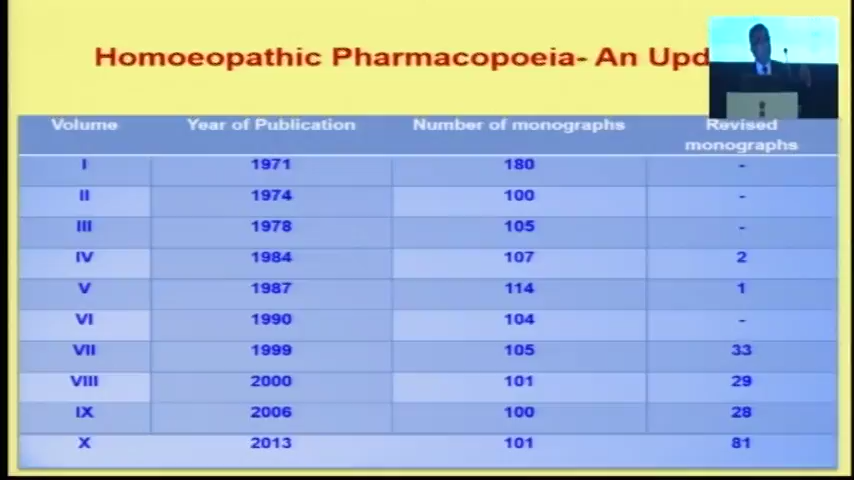 Homoeopathic Pharmacopoeia- An Upd
Volume Year of Publication Number of monographs Revised monographs
I 1971 180 -
II 1974 100 -
III 1978 105 -
IV 1984 107 2
V 1987 114 1
VI 1990 104 -
VII 1999 105 33
VIII 2000 101 29
IX 2006 100 28
X 2013 101 81